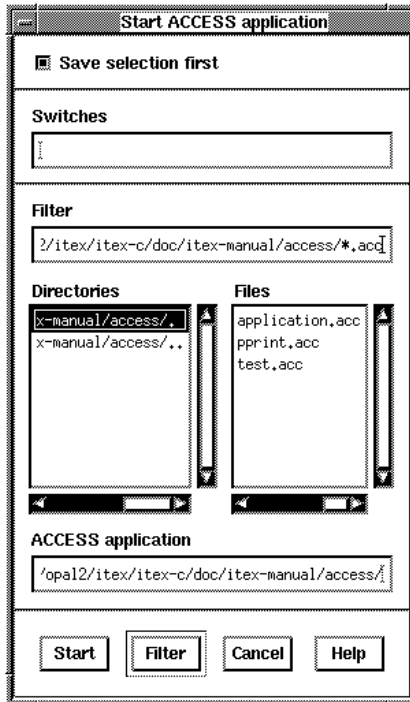 Start ACCESS application
Save selection first
Switches
Filter
2/itex/itex-c/doc/itex-manual/access/*.acc
Directories
Files
x-manual/access/.
x-manual/access/..
application.acc
pprint.acc
test.acc
ACCESS application
/opal2/itex/itex-c/doc/itex-manual/access/
Start
Filter
Cancel
Help